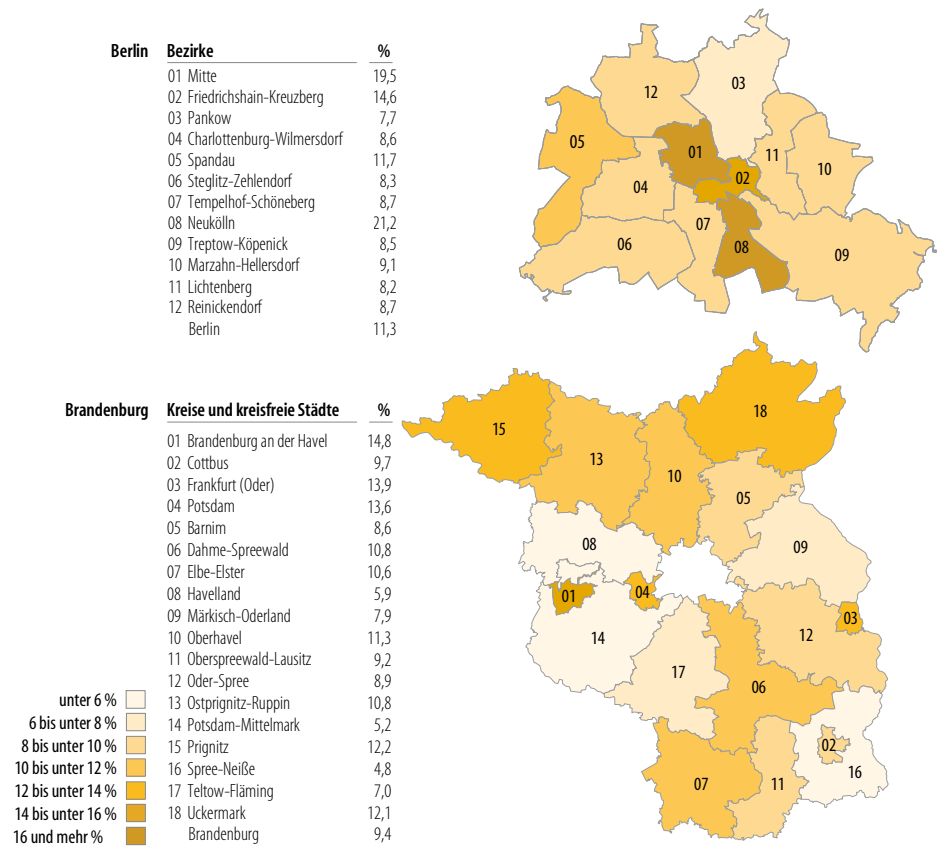 Berlin Bezirke %
01 Mitte 19,5
02 Friedrichshain-Kreuzberg 14,6
03 Pankow 7,7
04 Charlottenburg-Wilmersdorf 8,6
05 Spandau 11,7
06 Steglitz-Zehlendorf 8,3
07 Tempelhof-Schöneberg 8,7
08 Neukölln 21,2
09 Treptow-Köpenick 8,5
10 Marzahn-Hellersdorf 9,1
11 Lichtenberg 8,2
12 Reinickendorf 8,7
Berlin 11,3
03
12
05
01
11
10
02
04
07
06
08
09
Brandenburg Kreise und kreisfreie Städte %
01 Brandenburg an der Havel 14,8
02 Cottbus 9,7
03 Frankfurt (Oder) 13,9
04 Potsdam 13,6
05 Barnim 8,6
06 Dahme-Spreewald 10,8
07 Elbe-Elster 10,6
08 Havelland 5,9
09 Märkisch-Oderland 7,9
10 Oberhavel 11,3
11 Oberspreewald-Lausitz 9,2
12 Oder-Spree 8,9
13 Ostprignitz-Ruppin 10,8
14 Potsdam-Mittelmark 5,2
15 Prignitz 12,2
16 Spree-Neiße 4,8
17 Teltow-Fläming 7,0
18 Uckermark 12,1
Brandenburg 9,4
unter 6 %
6 bis unter 8 %
8 bis unter 10 %
10 bis unter 12 %
12 bis unter 14 %
14 bis unter 16 %
16 und mehr %
18
15
13
10
05
08
09
01
04
03
14
12
17
06
02
16
07
11